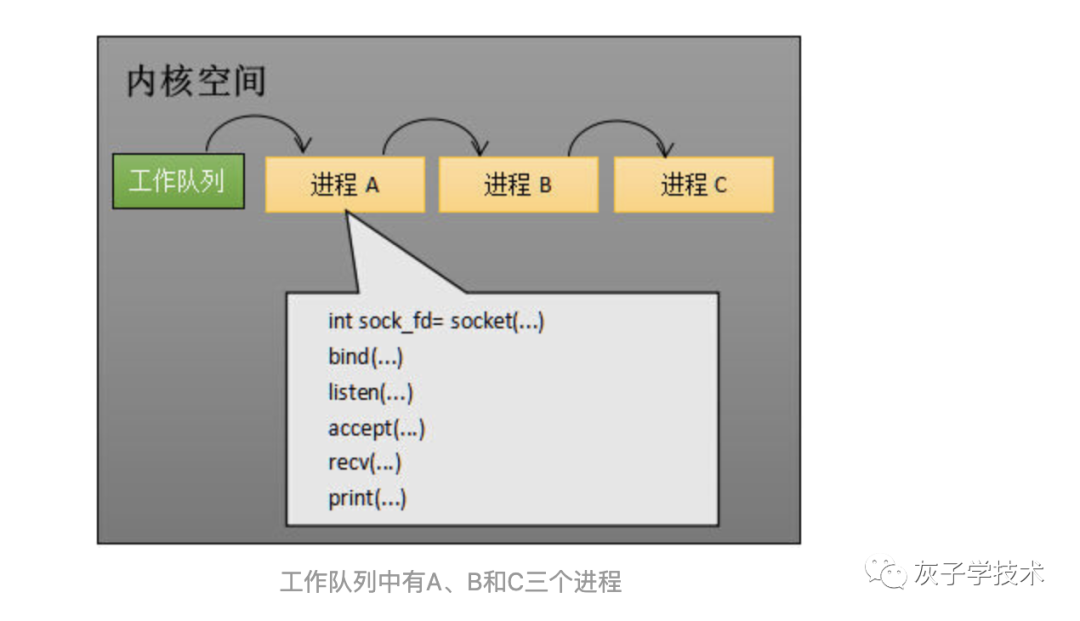 内核空间
工作队列
进程 A
进程 B
进程 C
int sock_fd= socket(...)
bind(...)
listen(...)
accept(...)
recv(...)
print(...)
工作队列中有A、B和C三个进程
灰子学技术